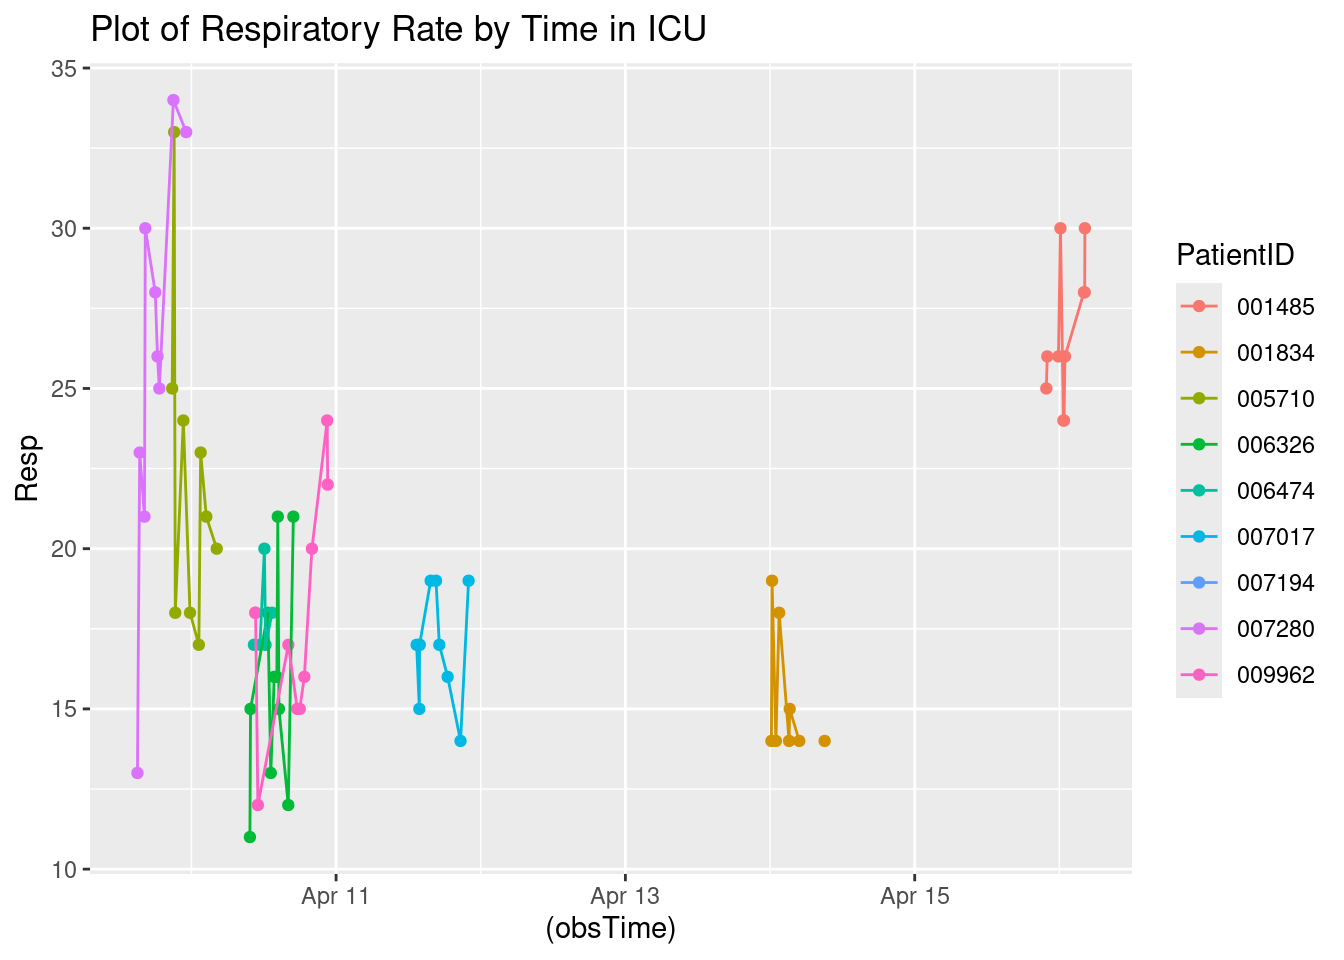 Plot of Respiratory Rate by Time in ICU
35
30
25
20
15
10
Resp
Apr 11
Apr 13
Apr 15
(obsTime)
PatientID
001485
001834
005710
006326
006474
007017
007194
007280
009962